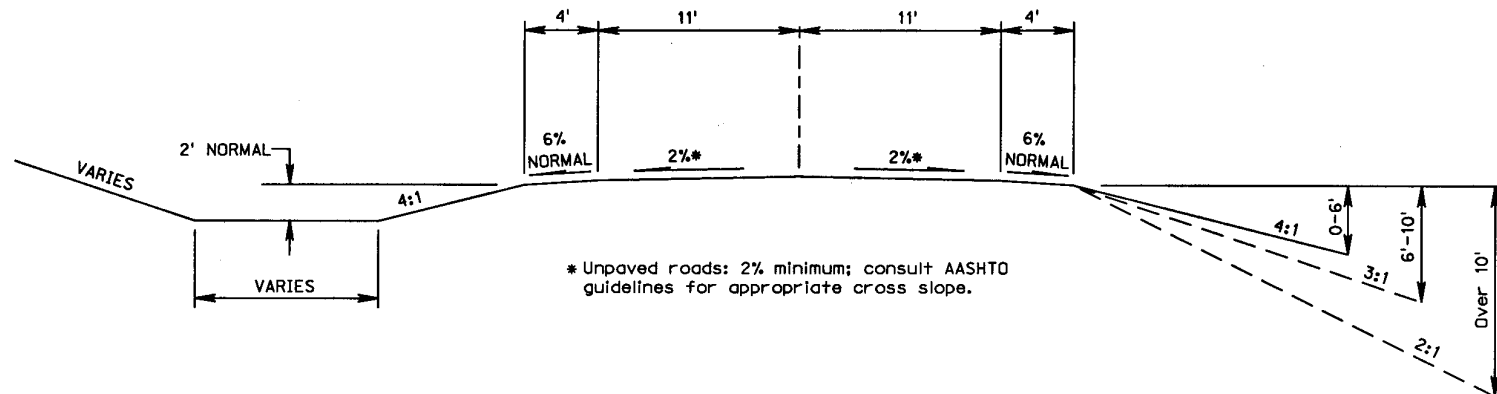 4'
11'
11'
4'
6%
NORMAL
2%*
2%*
6%
NORMAL
2' NORMAL
VARIES
4:1
VARIES
4:1
0-6'
3:1
6'-10'
2:1
Over 10'
* Unpaved roads: 2% minimum; consult AASHTO
guidelines for appropriate cross slope.